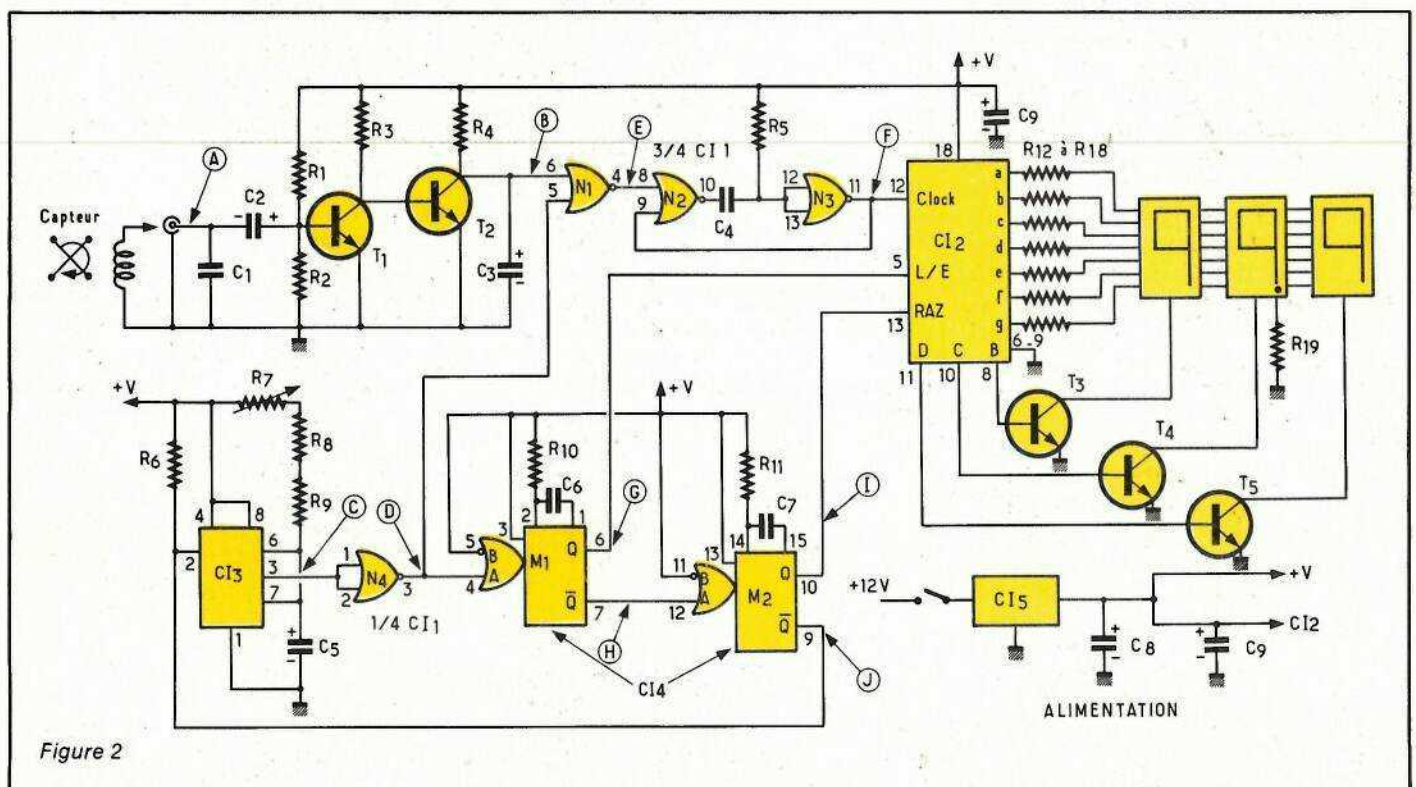 Capteur
A
C1
C2
- +
R1
R2
R3
T1
R4
T2
B
C3
+
-
6
5
N1
4
E
8
9
N2
3/4 CI1
10
C4
R5
12
13
N3
11
F
+V
18
C9
+
-
R12 à R18
12
Clock
CI2
5
L/E
RAZ
13
a
b
c
d
e
f
g
6-9
D
C
B
11
10
8
R19
T3
T4
T5
+V
R7
R6
R8
R9
4
8
2
CI3
6
3
7
1
C
C5
+
-
1
2
N4
3
D
1/4 CI1
+V
R10
C6
5
B
A
4
3
2
1
M1
Q
6
Q
7
G
H
R11
C7
11
B
A
12
13
14
15
M2
Q
10
Q
9
I
J
CI4
+12V
CI5
+
-
C8
+V
CI2
+
-
C9
ALIMENTATION
Figure 2